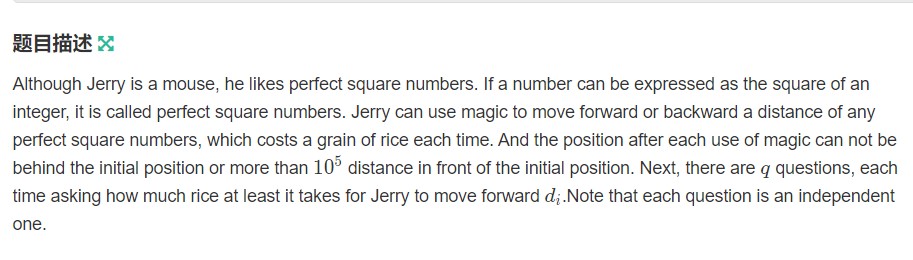 题目描述
Although Jerry is a mouse, he likes perfect square numbers. If a number can be expressed as the square of an
integer, it is called perfect square numbers. Jerry can use magic to move forward or backward a distance of any
perfect square numbers, which costs a grain of rice each time. And the position after each use of magic can not be
behind the initial position or more than 10^5 distance in front of the initial position. Next, there are q questions, each
time asking how much rice at least it takes for Jerry to move forward d_i.Note that each question is an independent
one.